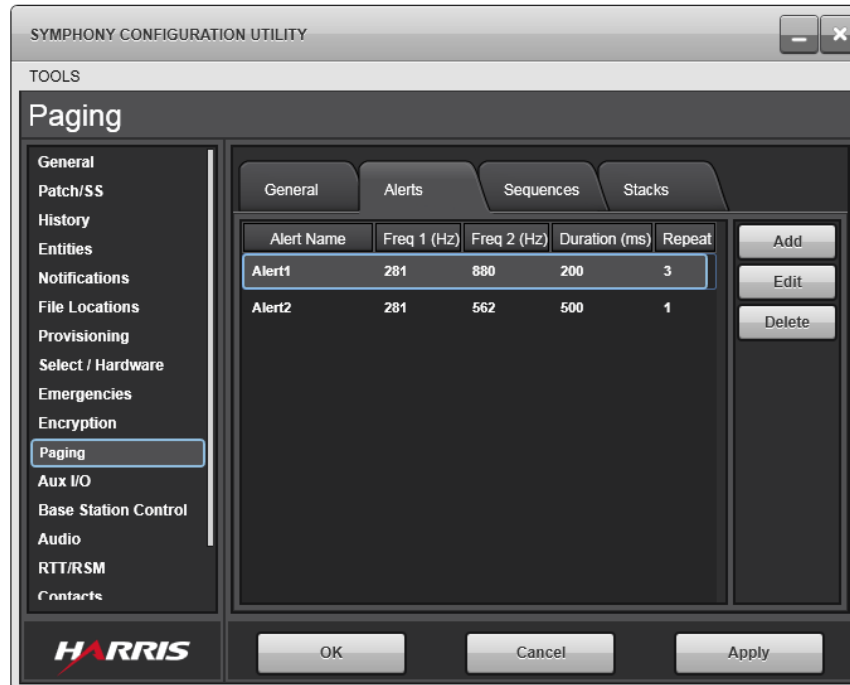 SYMPHONY CONFIGURATION UTILITY
TOOLS
Paging
General
Patch/SS
History
Entities
Notifications
File Locations
Provisioning
Select / Hardware
Emergencies
Encryption
Paging
Aux I/O
Base Station Control
Audio
RTT/RSM
Contacts
General Alerts Sequences Stacks
Alert Name Freq 1 (Hz) Freq 2 (Hz) Duration (ms) Repeat
Alert1 281 880 200 3
Alert2 281 562 500 1
Add
Edit
Delete
HARRIS
OK Cancel Apply